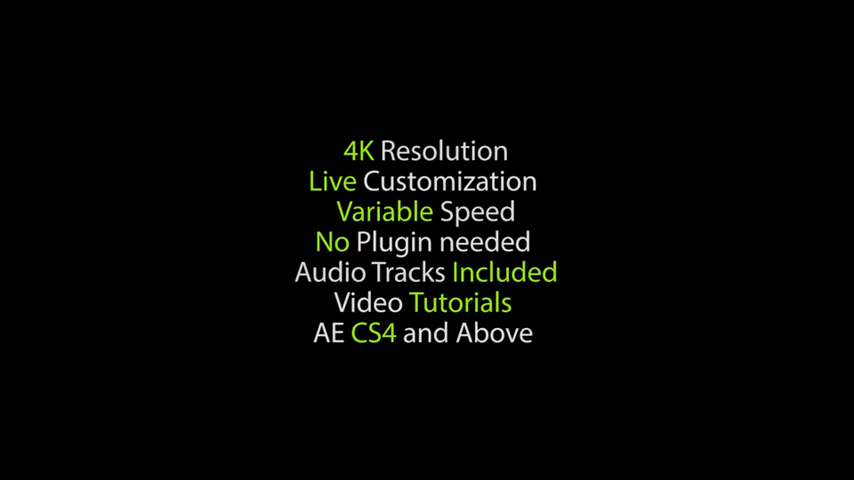 4K Resolution
Live Customization
Variable Speed
No Plugin needed
Audio Tracks Included
Video Tutorials
AE CS4 and Above